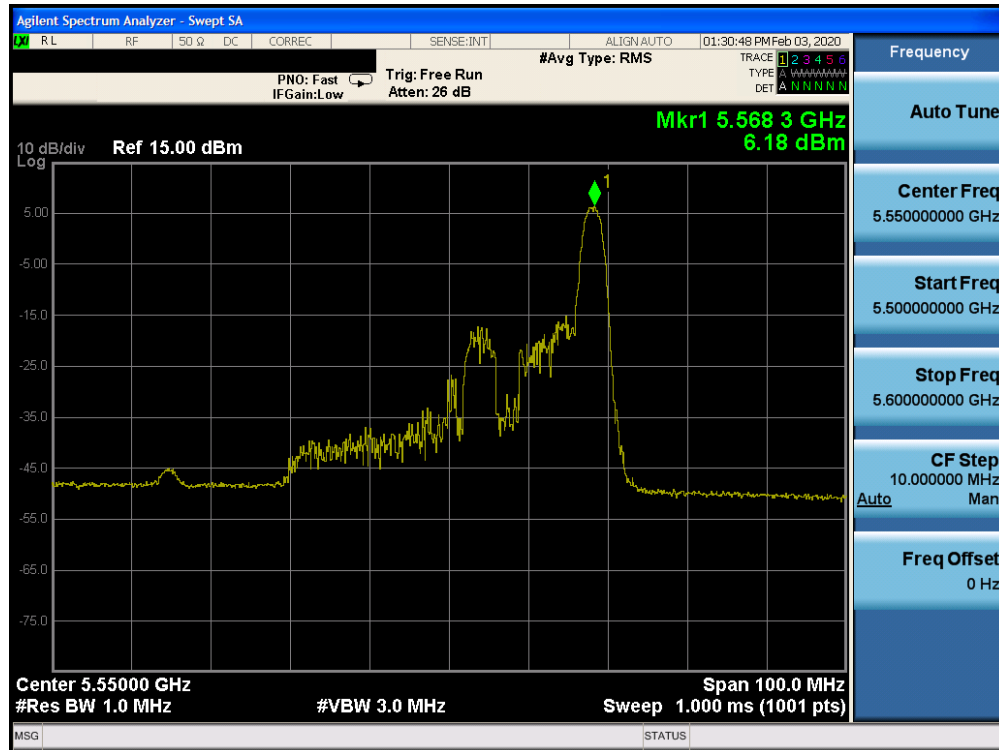 Agilent Spectrum Analyzer - Swept SA
LXI RL RF 50 Ω DC CORREC SENSE:INT ALIGN AUTO 01:30:48 PM Feb 03, 2020
#Avg Type: RMS
TRACE 1 2 3 4 5 6
PNO: Fast
IFGain:Low
Trig: Free Run
Atten: 26 dB
TYPE A WWWWW
DET A N N N N N
Mkr1 5.568 3 GHz
6.18 dBm
10 dB/div
Log
Ref 15.00 dBm
1
5.00
-5.00
-15.0
-25.0
-35.0
-45.0
-55.0
-65.0
-75.0
Center 5.55000 GHz
Span 100.0 MHz
#Res BW 1.0 MHz
#VBW 3.0 MHz
Sweep 1.000 ms (1001 pts)
MSG
STATUS
Frequency
Auto Tune
Center Freq
5.550000000 GHz
Start Freq
5.500000000 GHz
Stop Freq
5.600000000 GHz
CF Step
10.000000 MHz
Auto Man
Freq Offset
0 Hz